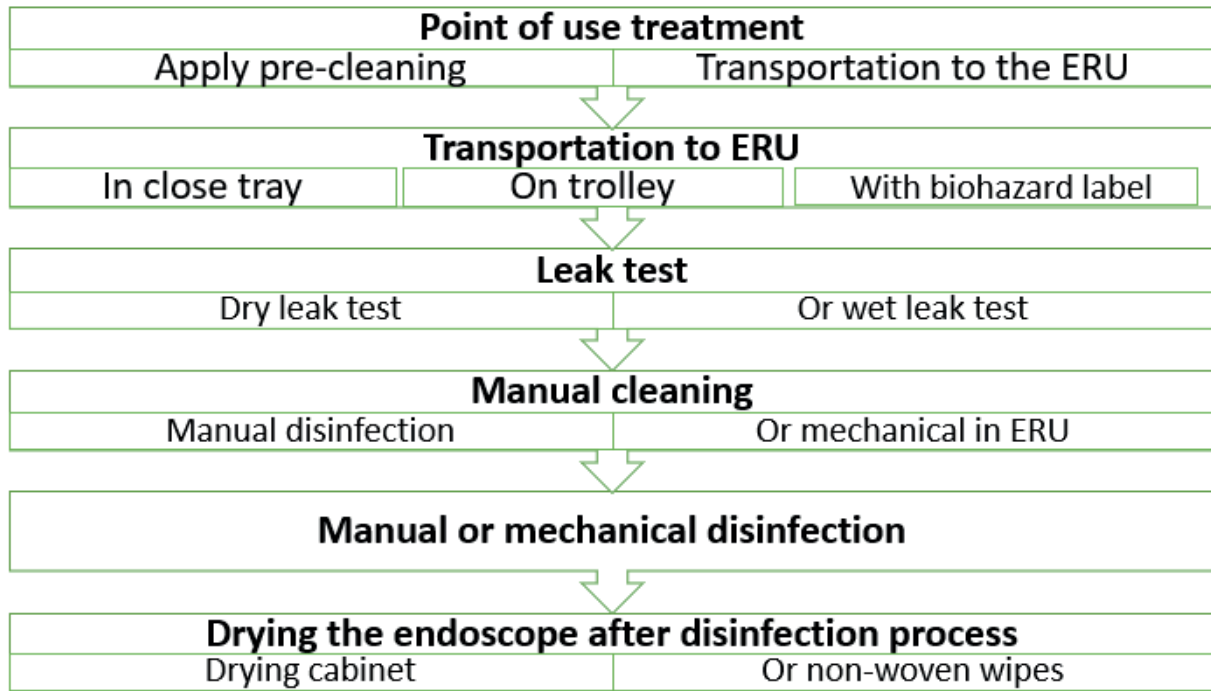 Point of use treatment
Apply pre-cleaning Transportation to the ERU
Transportation to ERU
In close tray On trolley With biohazard label
Leak test
Dry leak test Or wet leak test
Manual cleaning
Manual disinfection Or mechanical in ERU
Manual or mechanical disinfection
Drying the endoscope after disinfection process
Drying cabinet Or non-woven wipes